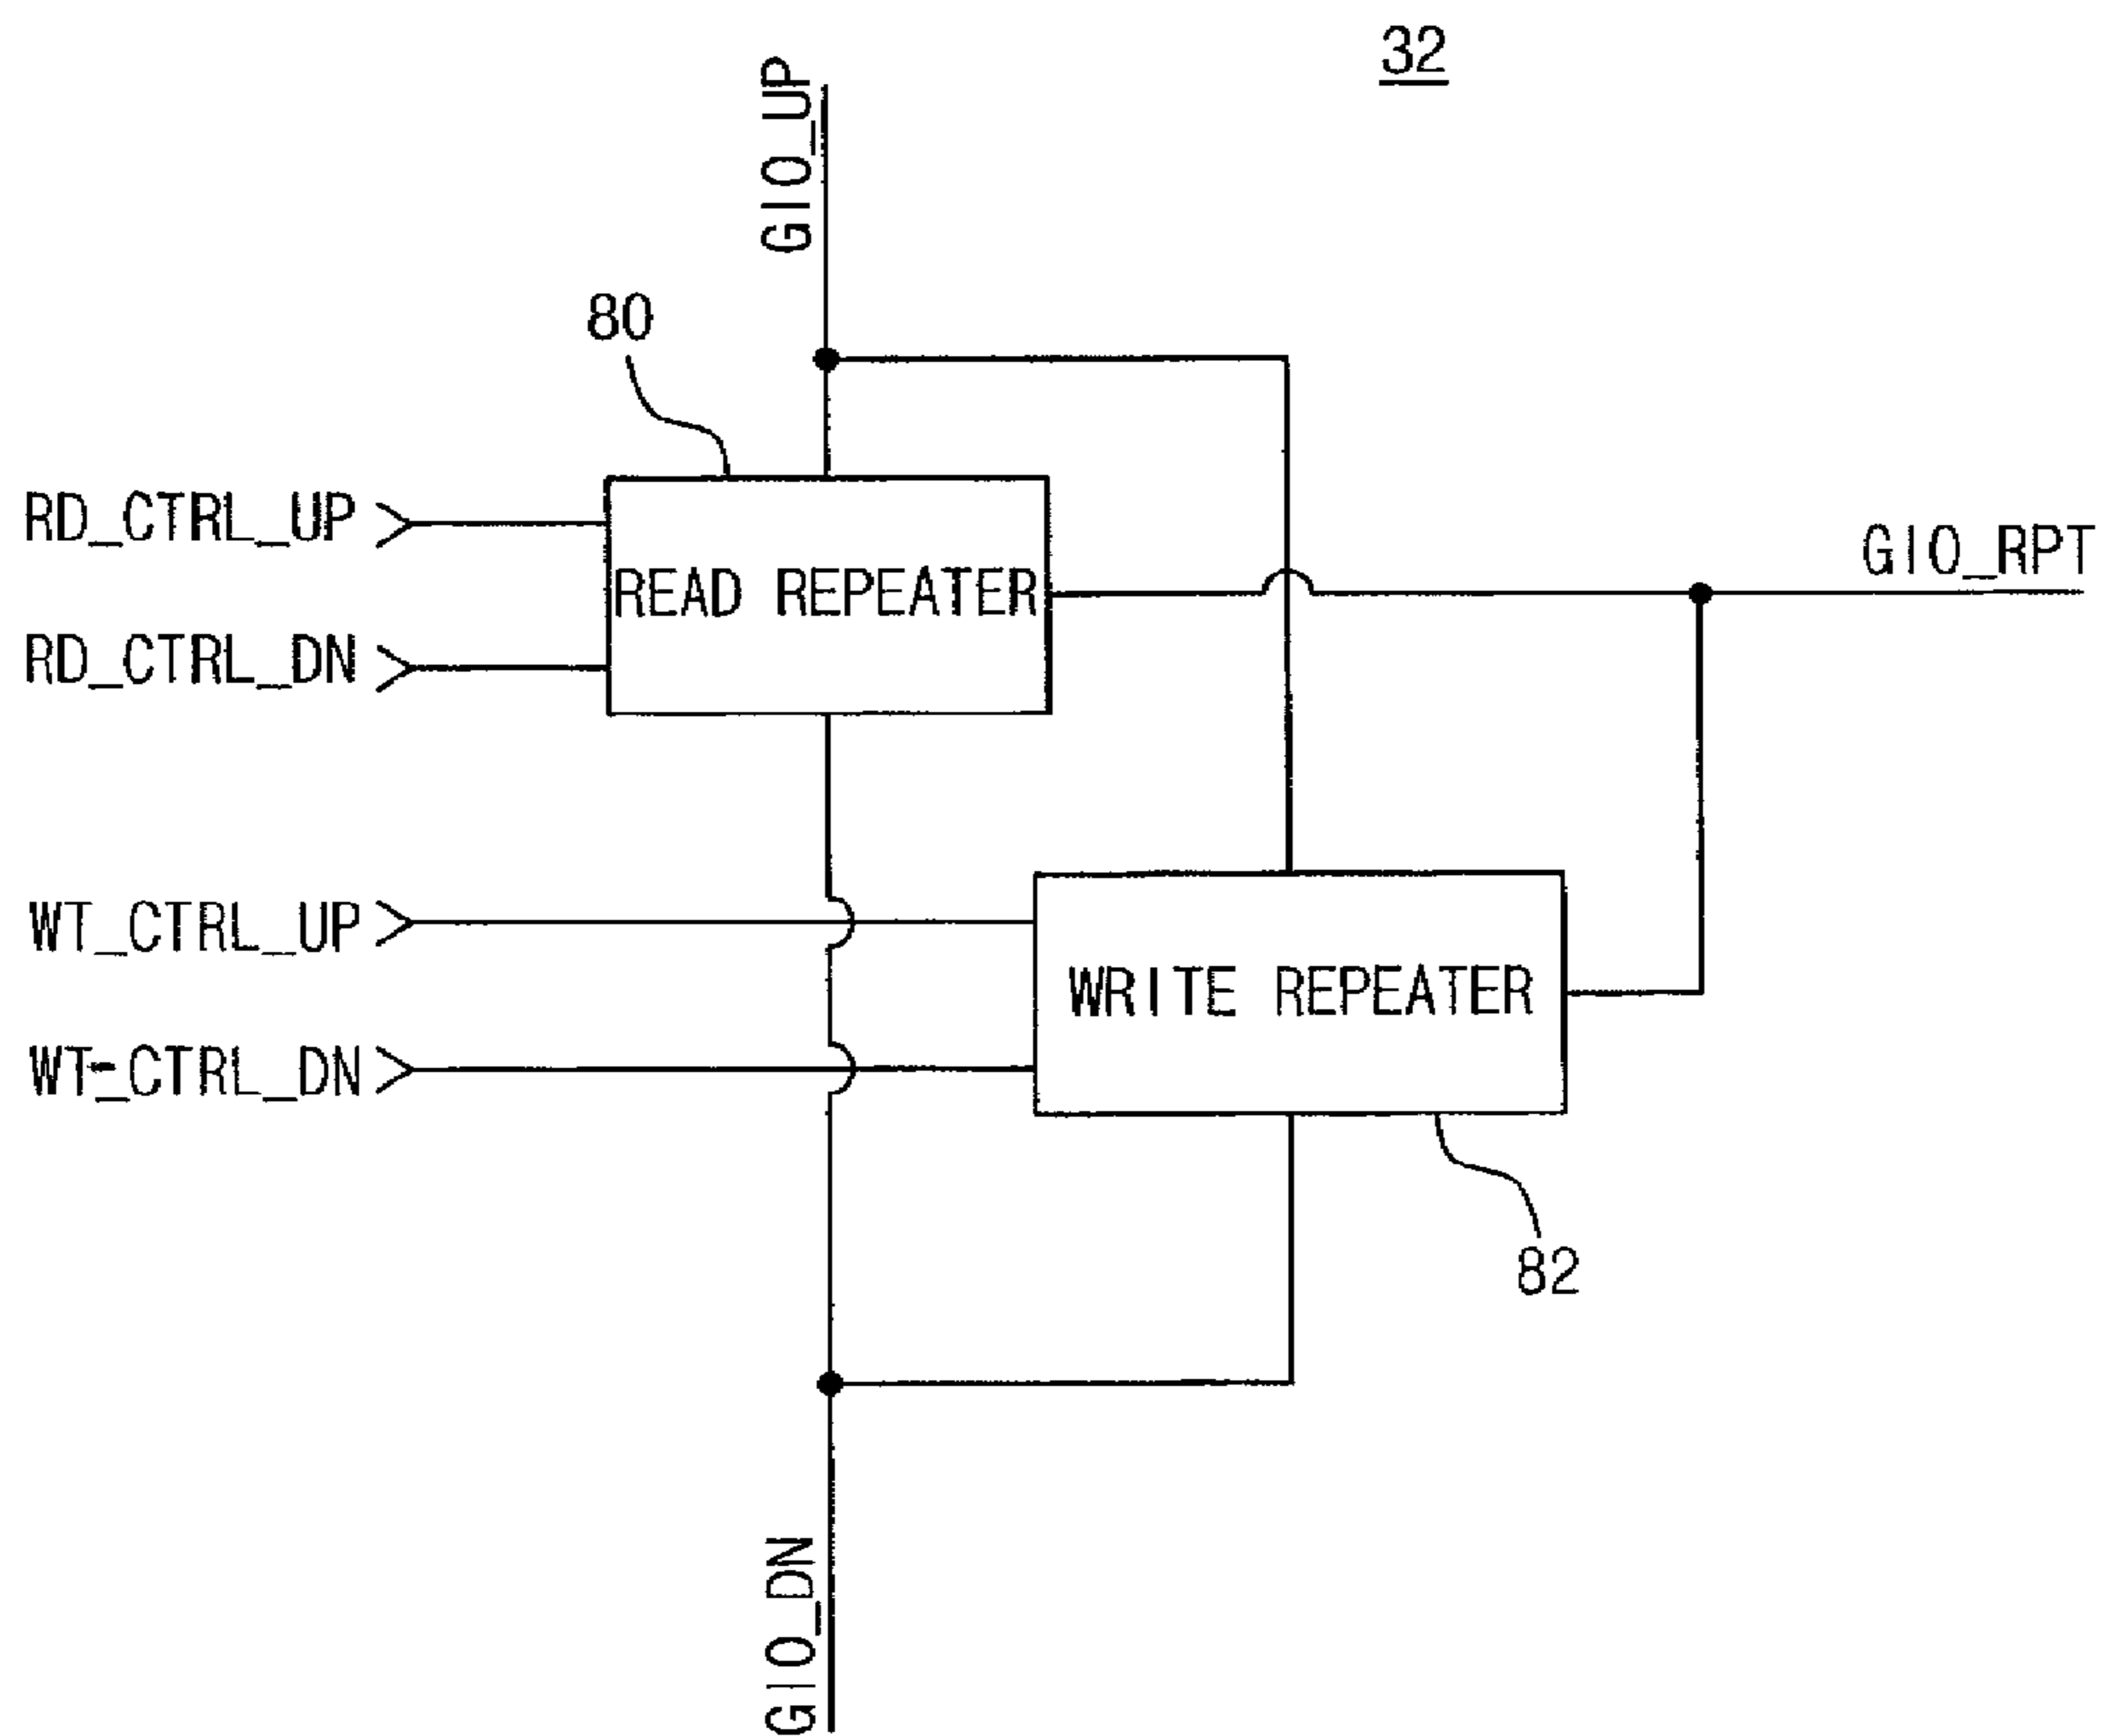 32
GIO_UP
80
RD_CTRL_UP
READ REPEATER
GIO_RPT
RD_CTRL_DN
WT_CTRL_UP
WRITE REPEATER
WT_CTRL_DN
82
GIO_DN